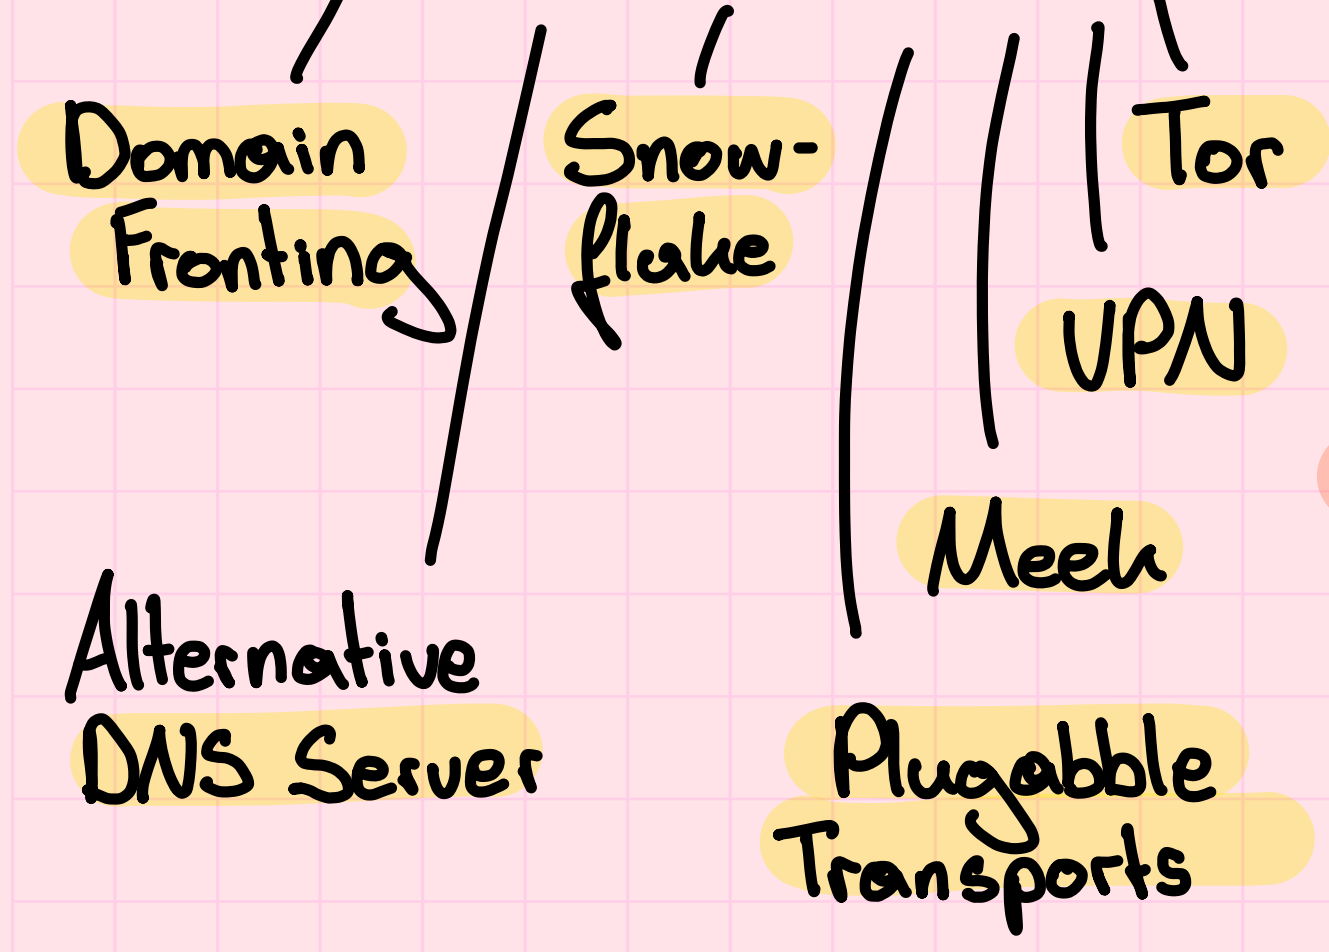 Domain
Fronting
Snow-
flake
Tor
VPN
Meek
Alternative
DNS Server
Plugabble
Transports